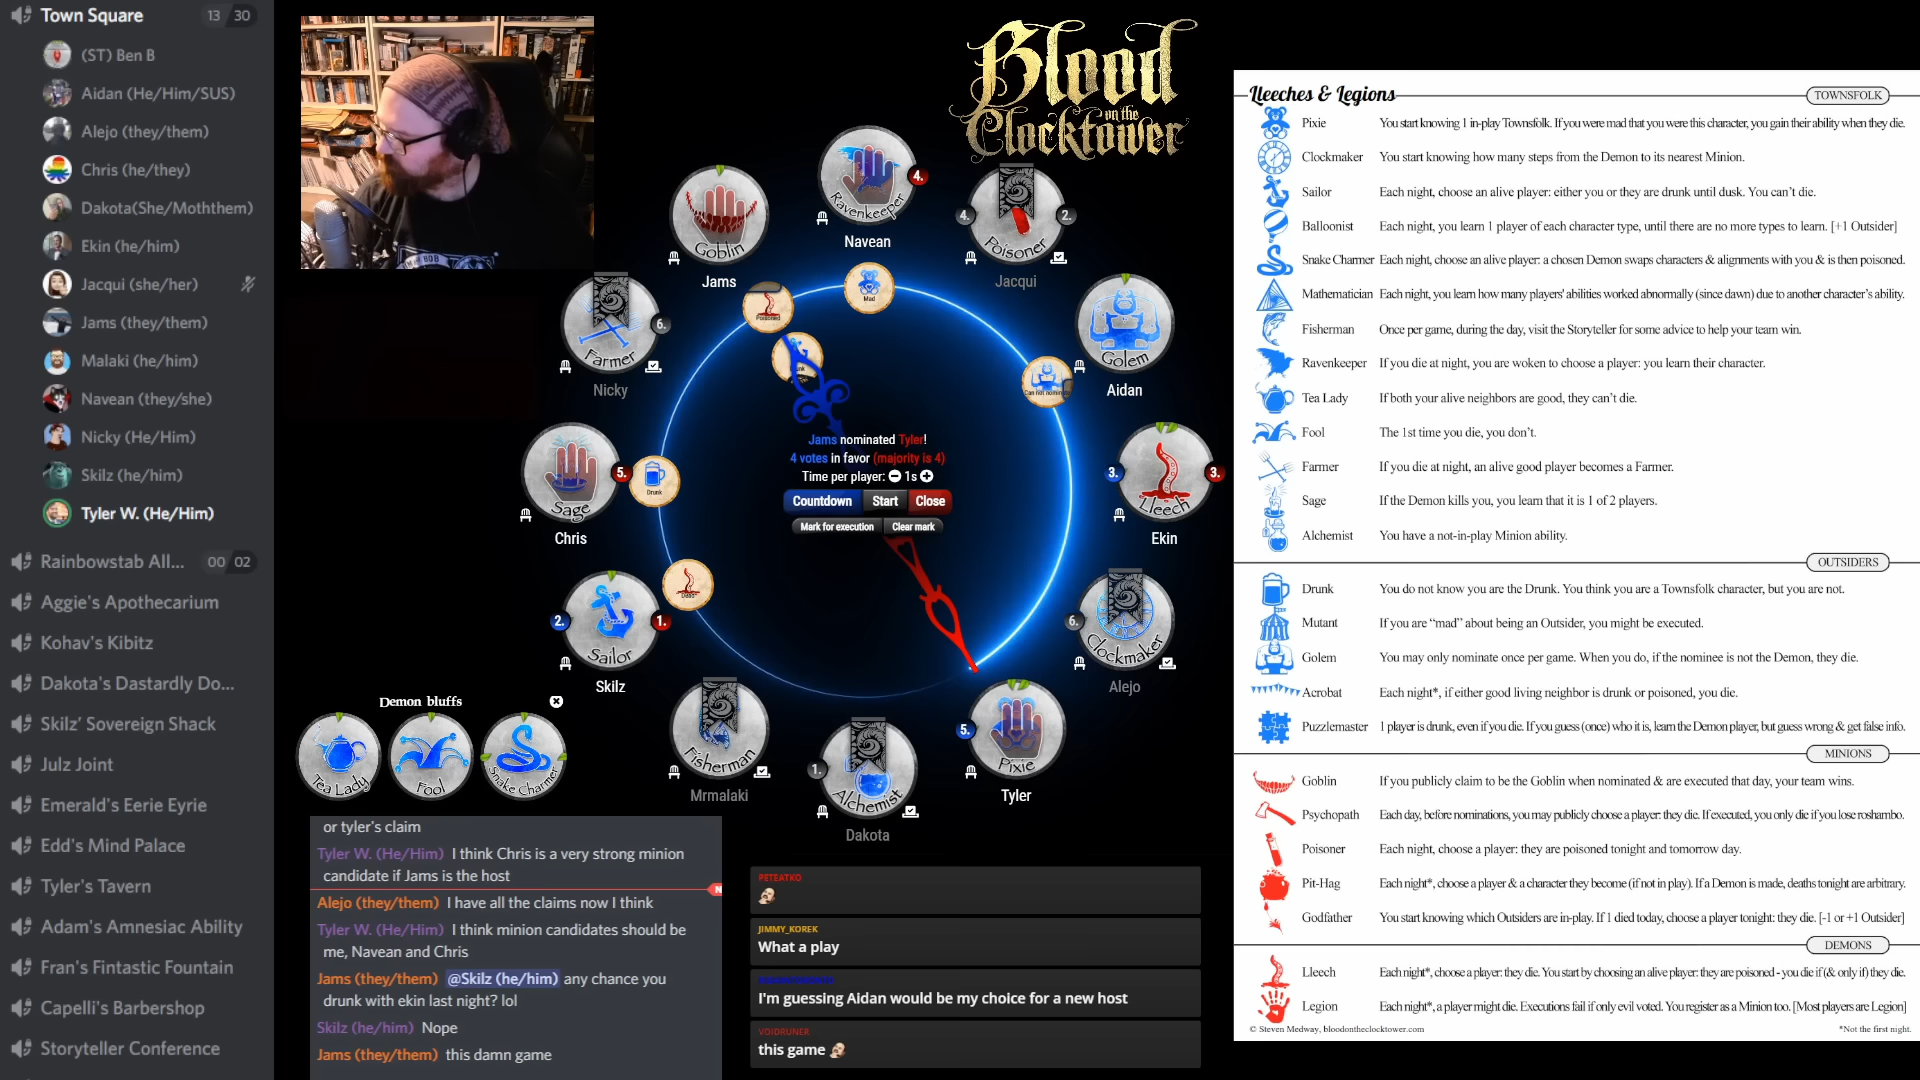 Town Square 13 30
(ST) Ben B
Aidan (He/Him/SUS)
Alejo (they/them)
Chris (he/they)
Dakota(She/Moththem)
Ekin (he/him)
Jacqui (she/her)
Jams (they/them)
Malaki (he/him)
Navean (they/she)
Nicky (He/Him)
Skilz (he/him)
Tyler W. (He/Him)
Rainbowstab All... 00 02
Aggie's Apothecarium
Kohav's Kibitz
Dakota's Dastardly Do...
Skilz' Sovereign Shack
Julz Joint
Emerald's Eerie Eyrie
Edd's Mind Palace
Tyler's Tavern
Adam's Amnesiac Ability
Fran's Fintastic Fountain
Capelli's Barbershop
Storyteller Conference
Blood
on the
Clocktower
Ravenkeeper
4.
Navean
Goblin
Jams
4.
2.
Poisoner
Jacqui
Farmer
6.
Nicky
Golem
Aidan
Poisoned
Mad
Can not nominate
Sage
5.
Chris
Drunk
3.
3.
Lleech
Ekin
Jams nominated Tyler!
4 votes in favor (majority is 4)
Time per player: 1s
Countdown Start Close
Mark for execution Clear mark
2.
1.
Sailor
Skilz
6.
Clockmaker
Alejo
Fisherman
Mrmalaki
1.
Alchemist
Dakota
5.
Pixie
Tyler
Demon bluffs
Tea Lady
Fool
Snake Charmer
or tyler's claim
Tyler W. (He/Him) I think Chris is a very strong minion
candidate if Jams is the host
Alejo (they/them) I have all the claims now I think
Tyler W. (He/Him) I think minion candidates should be
me, Navean and Chris
Jams (they/them) @Skilz (he/him) any chance you
drunk with ekin last night? lol
Skilz (he/him) Nope
Jams (they/them) this damn game
PETEATKO
JIMMY_KOREK
What a play
I'm guessing Aidan would be my choice for a new host
VOIDRUNER
this game
Lleeches & Legions
TOWNSFOLK
Pixie You start knowing 1 in-play Townsfolk. If you were mad that you were this character, you gain their ability when they die.
Clockmaker You start knowing how many steps from the Demon to its nearest Minion.
Sailor Each night, choose an alive player: either you or they are drunk until dusk. You can't die.
Balloonist Each night, you learn 1 player of each character type, until there are no more types to learn. [+1 Outsider]
Snake Charmer Each night, choose an alive player: a chosen Demon swaps characters & alignments with you & is then poisoned.
Mathematician Each night, you learn how many players' abilities worked abnormally (since dawn) due to another character's ability.
Fisherman Once per game, during the day, visit the Storyteller for some advice to help your team win.
Ravenkeeper If you die at night, you are woken to choose a player: you learn their character.
Tea Lady If both your alive neighbors are good, they can't die.
Fool The 1st time you die, you don't.
Farmer If you die at night, an alive good player becomes a Farmer.
Sage If the Demon kills you, you learn that it is 1 of 2 players.
Alchemist You have a not-in-play Minion ability.
OUTSIDERS
Drunk You do not know you are the Drunk. You think you are a Townsfolk character, but you are not.
Mutant If you are “mad” about being an Outsider, you might be executed.
Golem You may only nominate once per game. When you do, if the nominee is not the Demon, they die.
Acrobat Each night*, if either good living neighbor is drunk or poisoned, you die.
Puzzlemaster 1 player is drunk, even if you die. If you guess (once) who it is, learn the Demon player, but guess wrong & get false info.
MINIONS
Goblin If you publicly claim to be the Goblin when nominated & are executed that day, your team wins.
Psychopath Each day, before nominations, you may publicly choose a player: they die. If executed, you only die if you lose roshambo.
Poisoner Each night, choose a player: they are poisoned tonight and tomorrow day.
Pit-Hag Each night*, choose a player & a character they become (if not in play). If a Demon is made, deaths tonight are arbitrary.
Godfather You start knowing which Outsiders are in-play. If 1 died today, choose a player tonight: they die. [-1 or +1 Outsider]
DEMONS
Lleech Each night*, choose a player: they die. You start by choosing an alive player: they are poisoned - you die if (& only if) they die.
Legion Each night*, a player might die. Executions fail if only evil voted. You register as a Minion too. [Most players are Legion]
© Steven Medway, bloodontheclocktower.com *Not the first night.